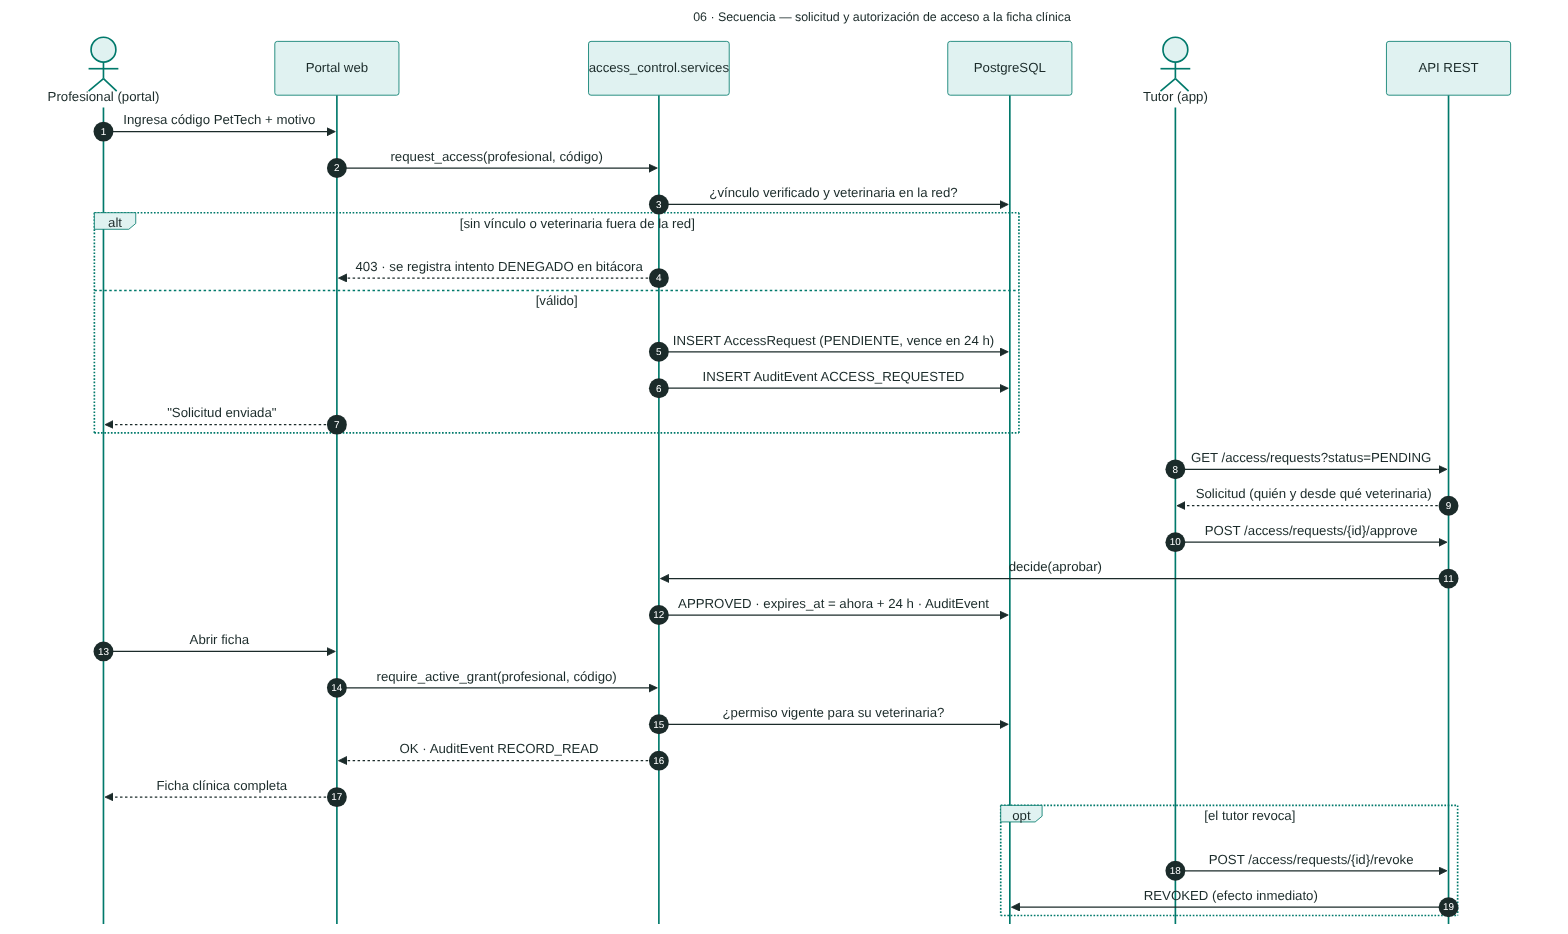 06 · Secuencia — solicitud y autorización de acceso a la ficha clínica
Profesional (portal)
Portal web
access_control.services
PostgreSQL
Tutor (app)
API REST
1 Ingresa código PetTech + motivo
2 request_access(profesional, código)
3 ¿vínculo verificado y veterinaria en la red?
alt [sin vínculo o veterinaria fuera de la red]
403 · se registra intento DENEGADO en bitácora 4
[válido]
5 INSERT AccessRequest (PENDIENTE, vence en 24 h)
6 INSERT AuditEvent ACCESS_REQUESTED
"Solicitud enviada" 7
8 GET /access/requests?status=PENDING
Solicitud (quién y desde qué veterinaria) 9
10 POST /access/requests/{id}/approve
decide(aprobar) 11
12 APPROVED · expires_at = ahora + 24 h · AuditEvent
13 Abrir ficha
14 require_active_grant(profesional, código)
15 ¿permiso vigente para su veterinaria?
OK · AuditEvent RECORD_READ 16
Ficha clínica completa 17
opt [el tutor revoca]
18 POST /access/requests/{id}/revoke
REVOKED (efecto inmediato) 19